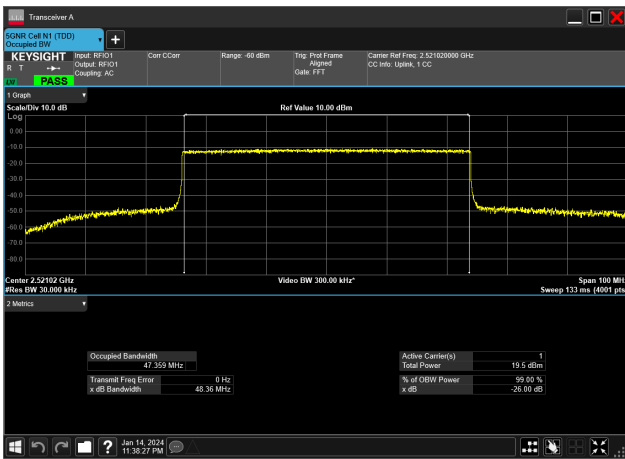 Transceiver A
5GNR Cell N1 (TDD)
Occupied BW
KEYSIGHT
R T
PASS
Input: RFIO1
Output: RFIO1
Coupling: AC
Corr CCorr
Range: -60 dBm
Trig: Prot Frame
Aligned
Gate: FFT
Carrier Ref Freq: 2.521020000 GHz
CC Info: Uplink, 1 CC
1 Graph
Scale/Div 10.0 dB
Ref Value 10.00 dBm
Log
0.00
-10.0
-20.0
-30.0
-40.0
-50.0
-60.0
-70.0
-80.0
Center 2.52102 GHz
Video BW 300.00 kHz*
Span 100 MH
#Res BW 30.000 kHz
Sweep 133 ms (4001 pts
2 Metrics
Occupied Bandwidth
47.359 MHz
Active Carrier(s) 1
Total Power 19.5 dBm
Transmit Freq Error 0 Hz
x dB Bandwidth 48.36 MHz
% of OBW Power 99.00 %
x dB -26.00 dB
?
Jan 14, 2024
11:38:27 PM